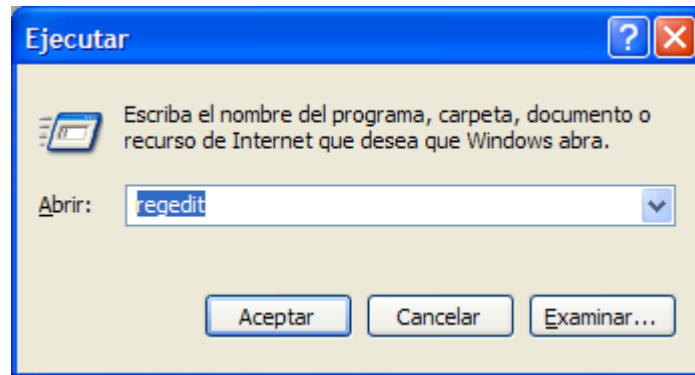 Ejecutar
?
Escriba el nombre del programa, carpeta, documento o
recurso de Internet que desea que Windows abra.
Abrir: regedit
Aceptar Cancelar Examinar...